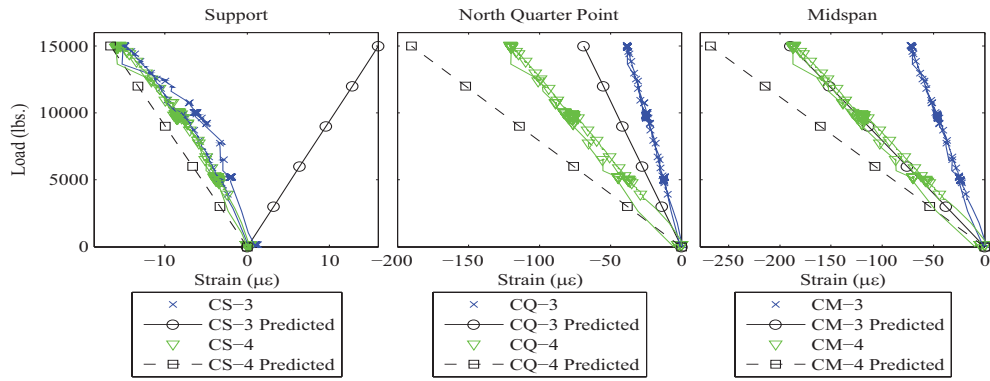 Support
North Quarter Point
Midspan
Load (lbs.)
15000
10000
5000
0
−10
0
10
Strain (με)
−200
−150
−100
−50
0
Strain (με)
−250
−200
−150
−100
−50
0
Strain (με)
CS−3
CS−3 Predicted
CS−4
CS−4 Predicted
CQ−3
CQ−3 Predicted
CQ−4
CQ−4 Predicted
CM−3
CM−3 Predicted
CM−4
CM−4 Predicted